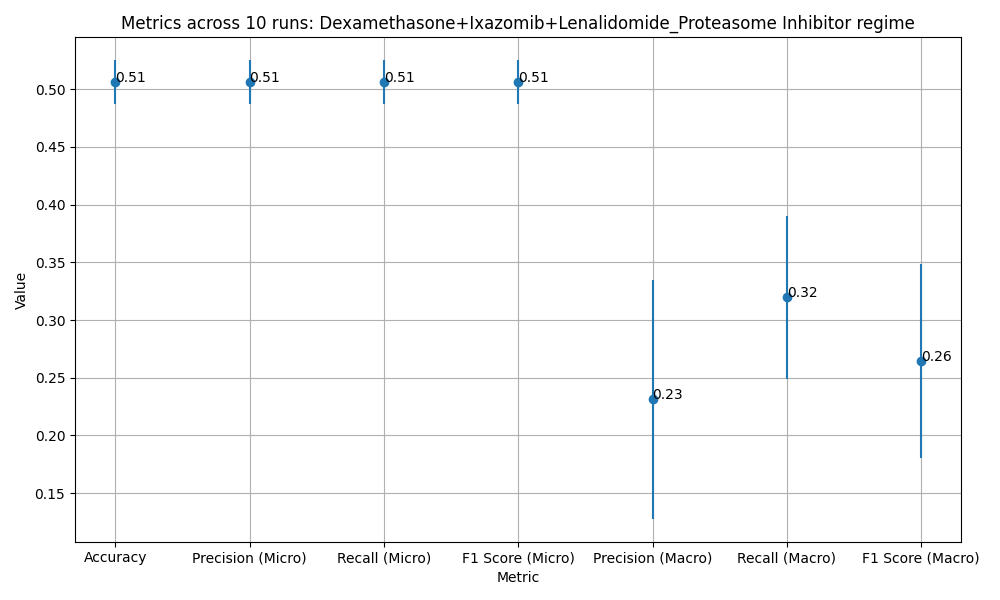 Metrics across 10 runs: Dexamethasone+Ixazomib+Lenalidomide_Proteasome Inhibitor regime
0.51 0.51 0.51 0.51
0.50
0.45
0.40
0.35
0.32
0.30
0.26
0.25
0.23
0.20
0.15
Value
Accuracy Precision (Micro) Recall (Micro) F1 Score (Micro) Precision (Macro) Recall (Macro) F1 Score (Macro)
Metric